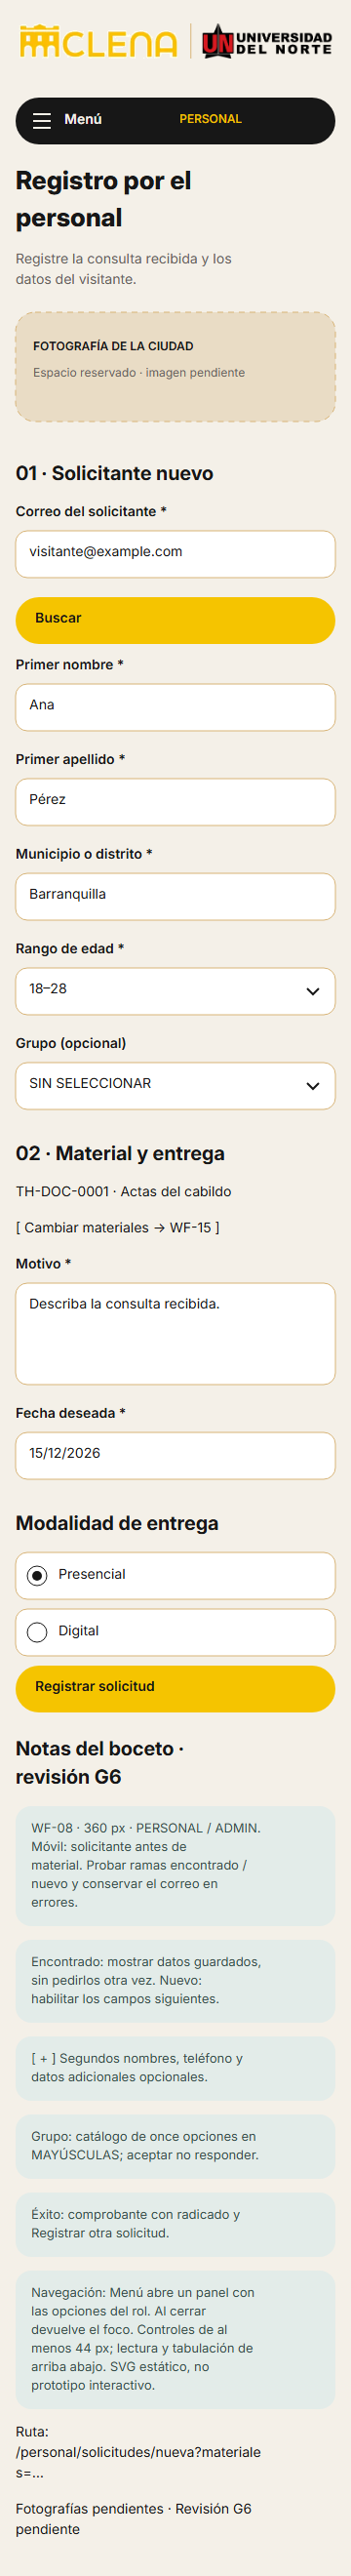 CLENA
UNIVERSIDAD
DEL NORTE
UN
Menú
PERSONAL
Registro por el
personal
Registre la consulta recibida y los
datos del visitante.
FOTOGRAFÍA DE LA CIUDAD
Espacio reservado · imagen pendiente
01 · Solicitante nuevo
Correo del solicitante *
visitante@example.com
Buscar
Primer nombre *
Ana
Primer apellido *
Pérez
Municipio o distrito *
Barranquilla
Rango de edad *
18–28
Grupo (opcional)
SIN SELECCIONAR
02 · Material y entrega
TH-DOC-0001 · Actas del cabildo
[ Cambiar materiales → WF-15 ]
Motivo *
Describa la consulta recibida.
Fecha deseada *
15/12/2026
Modalidad de entrega
Presencial
Digital
Registrar solicitud
Notas del boceto ·
revisión G6
WF-08 · 360 px · PERSONAL / ADMIN.
Móvil: solicitante antes de
material. Probar ramas encontrado /
nuevo y conservar el correo en
errores.
Encontrado: mostrar datos guardados,
sin pedirlos otra vez. Nuevo:
habilitar los campos siguientes.
[ + ] Segundos nombres, teléfono y
datos adicionales opcionales.
Grupo: catálogo de once opciones en
MAYÚSCULAS; aceptar no responder.
Éxito: comprobante con radicado y
Registrar otra solicitud.
Navegación: Menú abre un panel con
las opciones del rol. Al cerrar
devuelve el foco. Controles de al
menos 44 px; lectura y tabulación de
arriba abajo. SVG estático, no
prototipo interactivo.
Ruta:
/personal/solicitudes/nueva?materiale
s=...
Fotografías pendientes · Revisión G6
pendiente